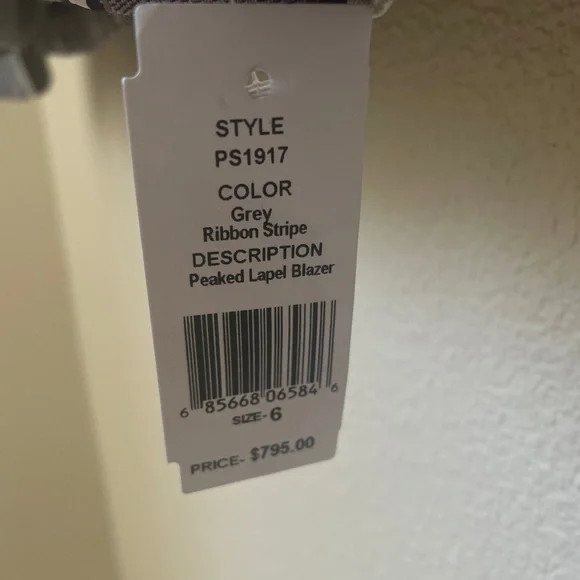 STYLE
PS1917
COLOR
Grey
Ribbon Stripe
DESCRIPTION
Peaked Lapel Blazer
6 85668 06584 6
SIZE- 6
PRICE- $795.00